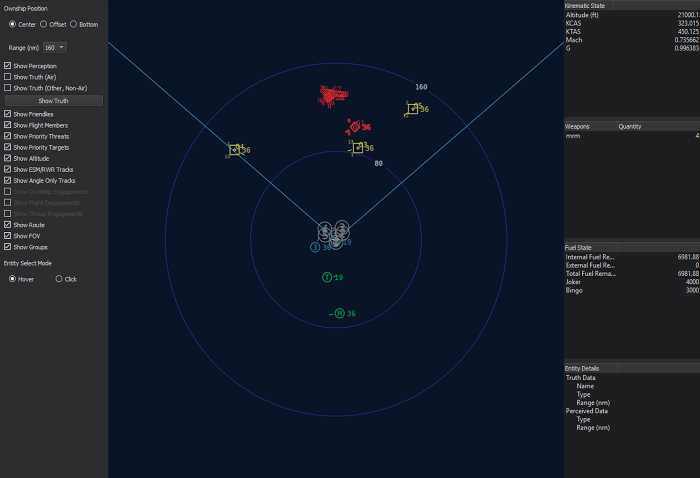 Ownship Position
Center Offset Bottom
Range (nm) 160
Show Perception
Show Truth (Air)
Show Truth (Other, Non-Air)
Show Truth
Show Friendlies
Show Flight Members
Show Priority Threats
Show Priority Targets
Show Altitude
Show ESM/RWR Tracks
Show Angle Only Tracks
Show Ownship Engagements
Show Flight Engagements
Show Threat Engagements
Show Route
Show FOV
Show Groups
Entity Select Mode
Hover Click
160
36
36
36
36
80
19
3 36
T 19
M 36
Kinematic State
Altitude (ft) 21000.1
KCAS 323.015
KTAS 450.125
Mach 0.735662
G 0.996383
Weapons Quantity
mrm 4
Fuel State
Internal Fuel Re... 6981.88
External Fuel Re... 0
Total Fuel Rema... 6981.88
Joker 4000
Bingo 3000
Entity Details
Truth Data
Name
Type
Range (nm)
Perceived Data
Type
Range (nm)